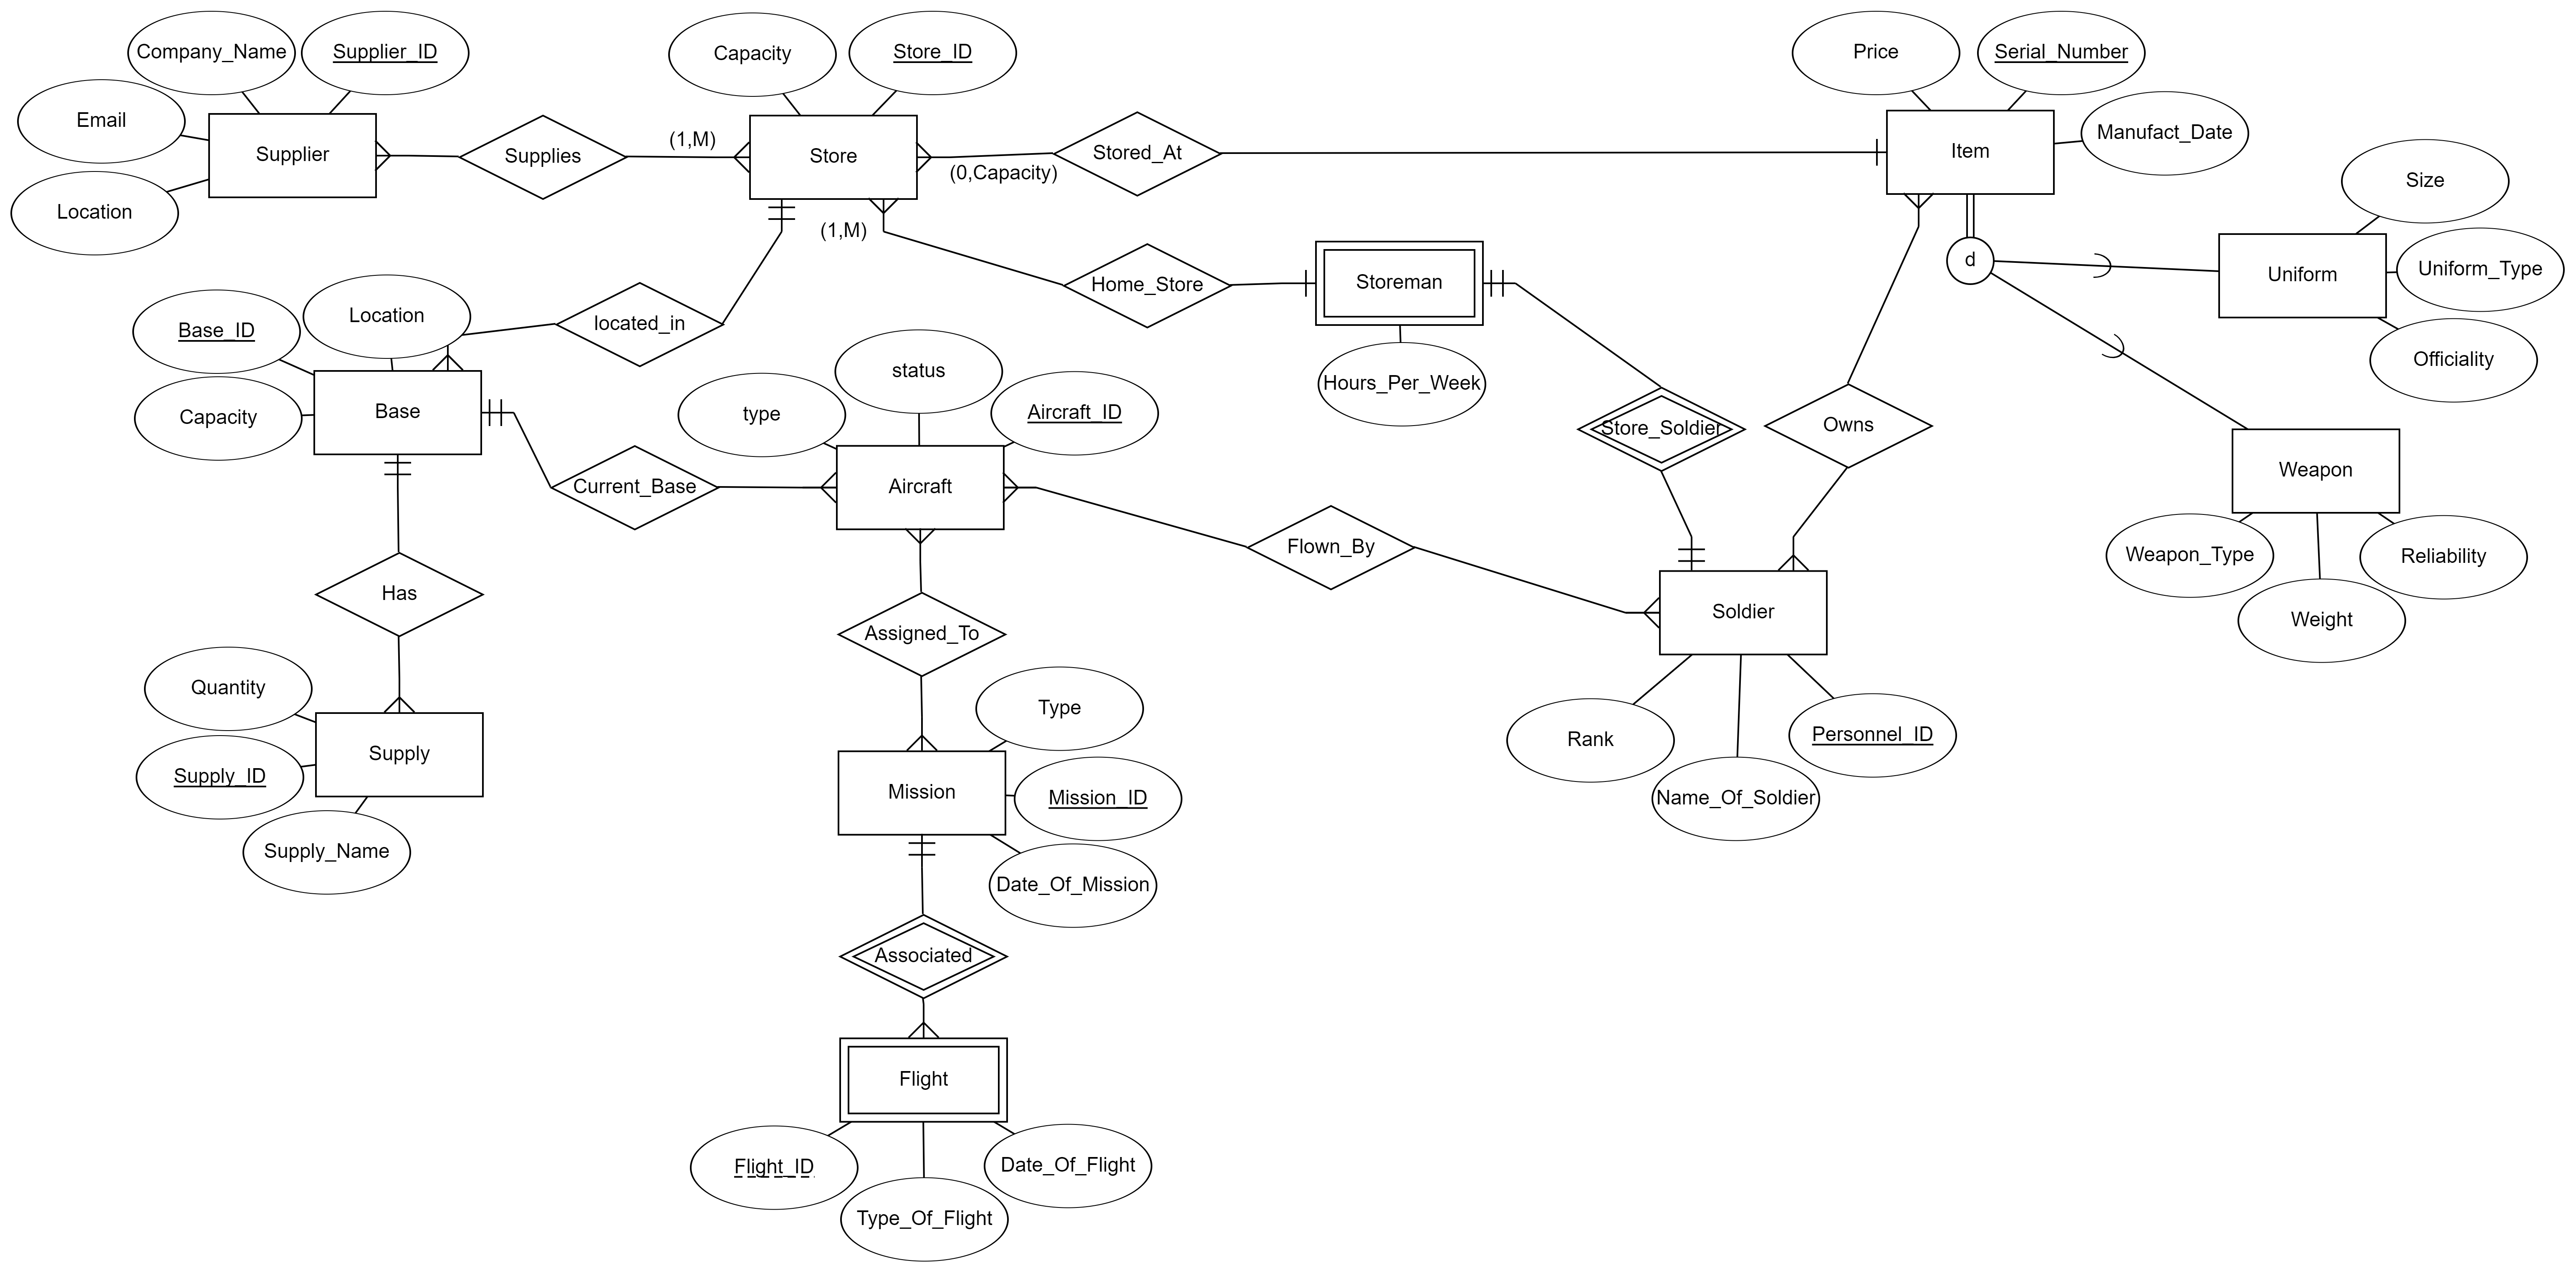 Company_Name
Supplier_ID
Email
Supplier
Location
Supplies
(1,M)
Capacity
Store_ID
Store
(0,Capacity)
(1,M)
Stored_At
Price
Serial_Number
Manufact_Date
Item
Size
Uniform_Type
Uniform
Officiality
d
Home_Store
Storeman
Hours_Per_Week
located_in
Base_ID
Location
Capacity
Base
Current_Base
type
status
Aircraft_ID
Aircraft
Store_Soldier
Owns
Weapon
Weapon_Type
Weight
Reliability
Flown_By
Soldier
Rank
Name_Of_Soldier
Personnel_ID
Has
Quantity
Supply_ID
Supply
Supply_Name
Assigned_To
Type
Mission
Mission_ID
Date_Of_Mission
Associated
Flight
Flight_ID
Type_Of_Flight
Date_Of_Flight